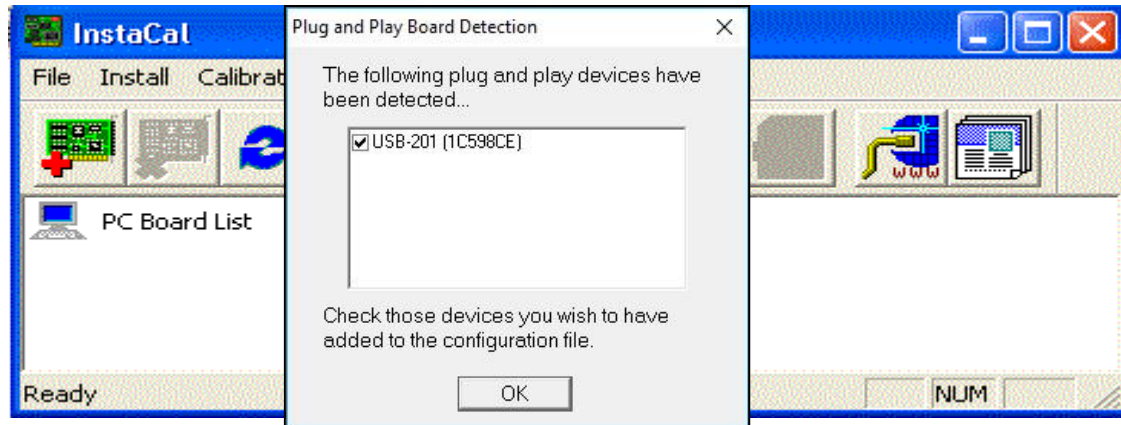 InstaCal
Plug and Play Board Detection
File Install Calibrat
The following plug and play devices have
been detected...
USB-201 (1C598CE)
www
PC Board List
Check those devices you wish to have
added to the configuration file.
OK
Ready
NUM